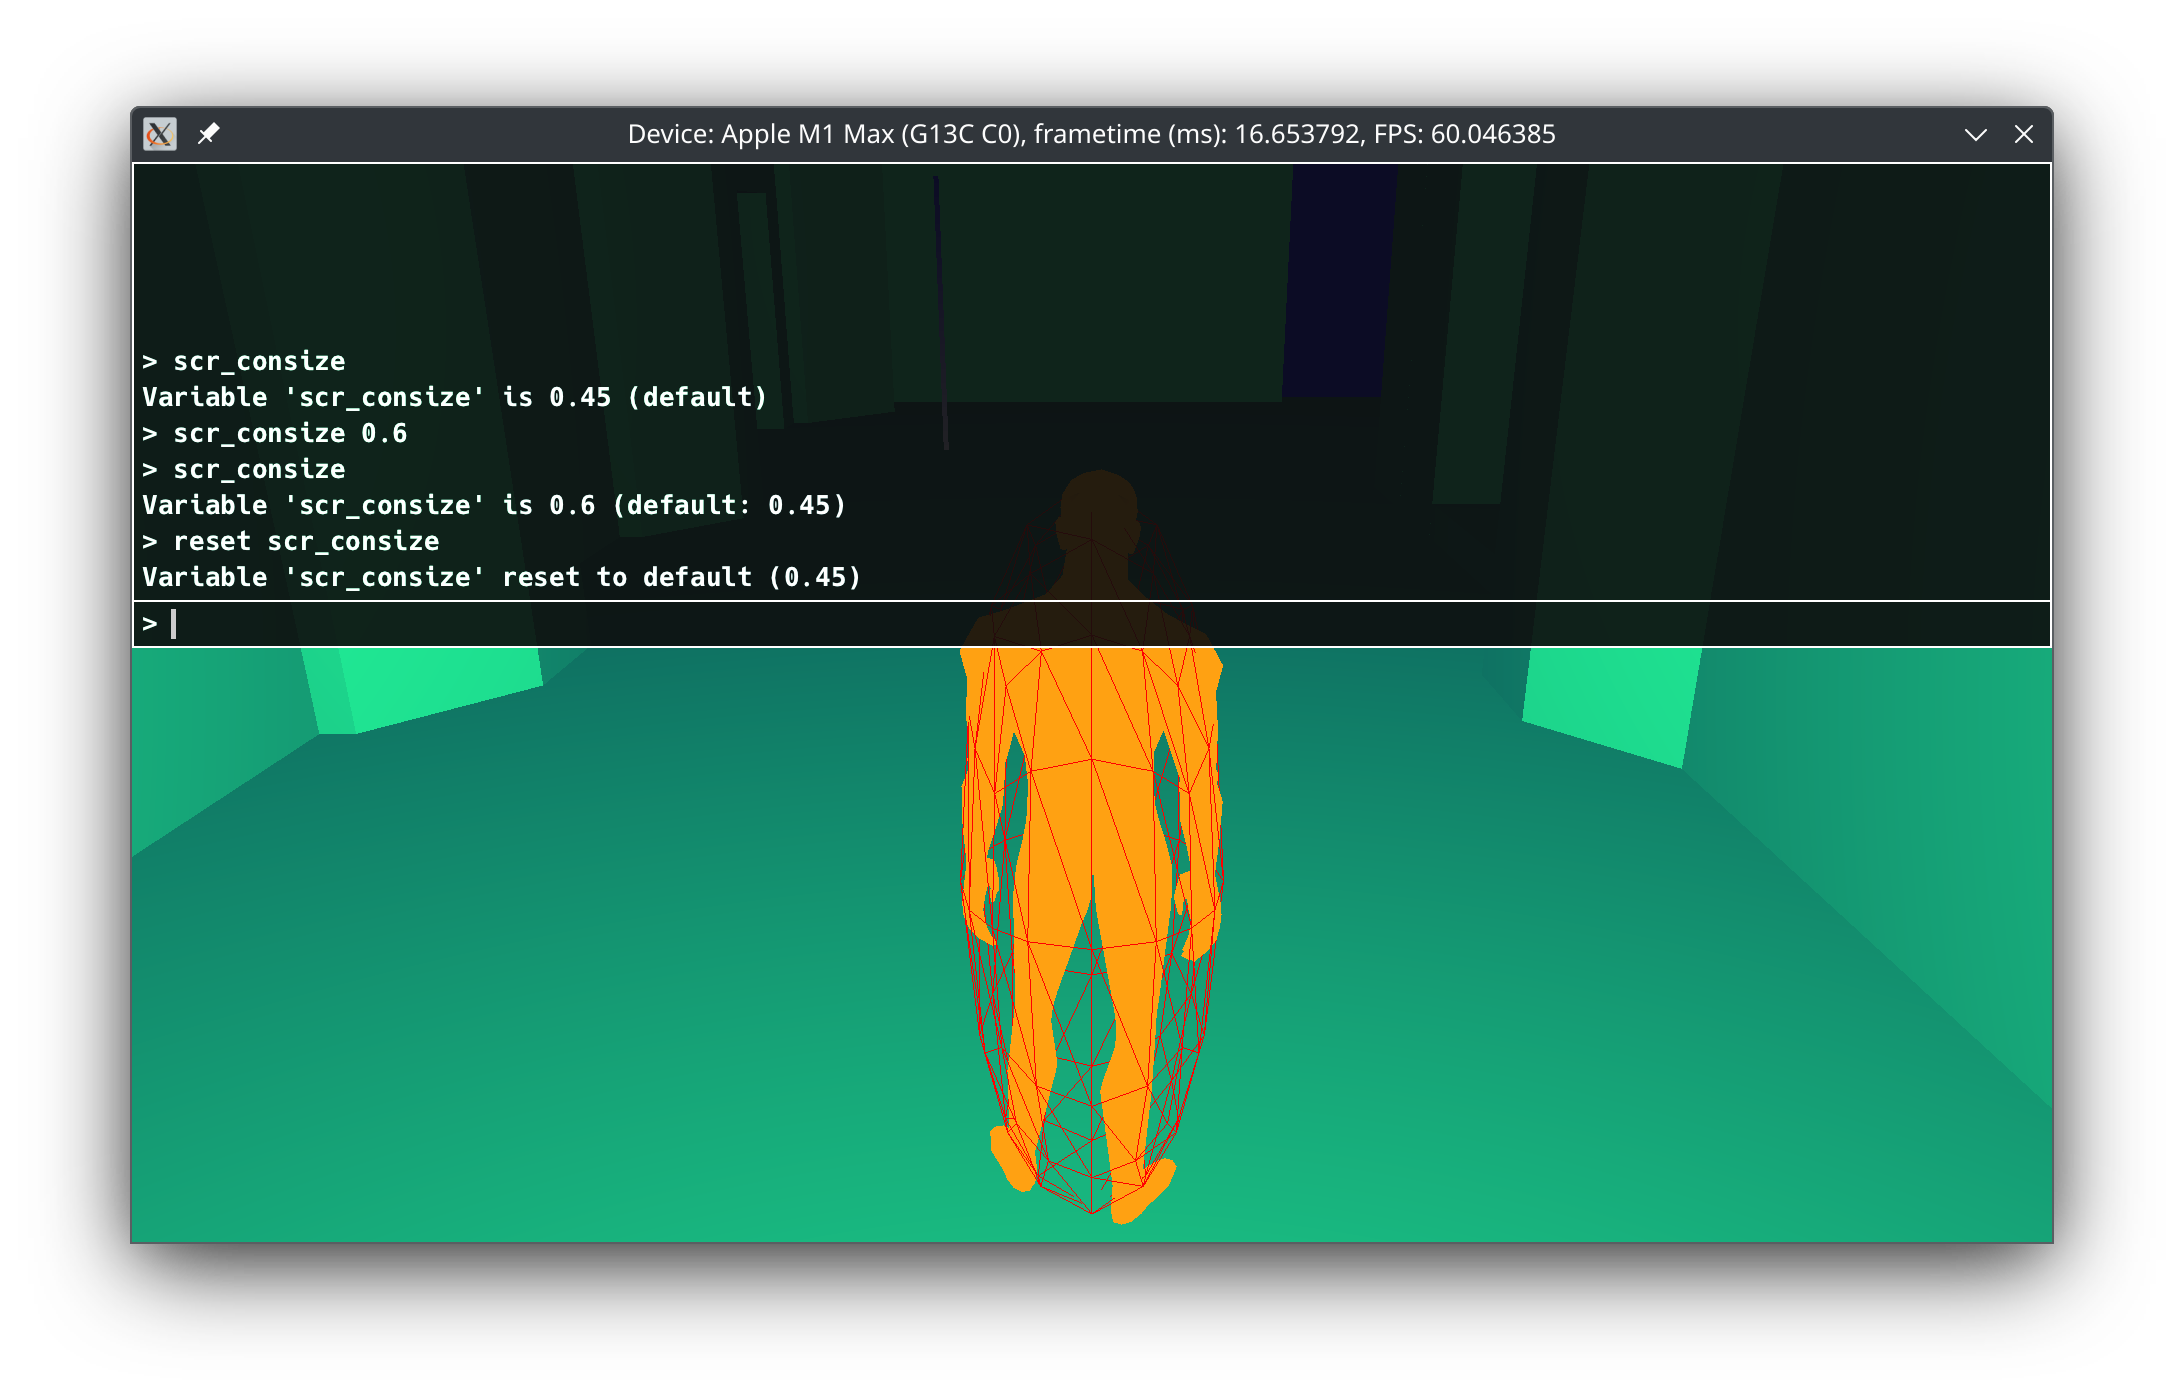 Device: Apple M1 Max (G13C C0), frametime (ms): 16.653792, FPS: 60.046385
> scr_consize
Variable 'scr_consize' is 0.45 (default)
> scr_consize 0.6
> scr_consize
Variable 'scr_consize' is 0.6 (default: 0.45)
> reset scr_consize
Variable 'scr_consize' reset to default (0.45)
>